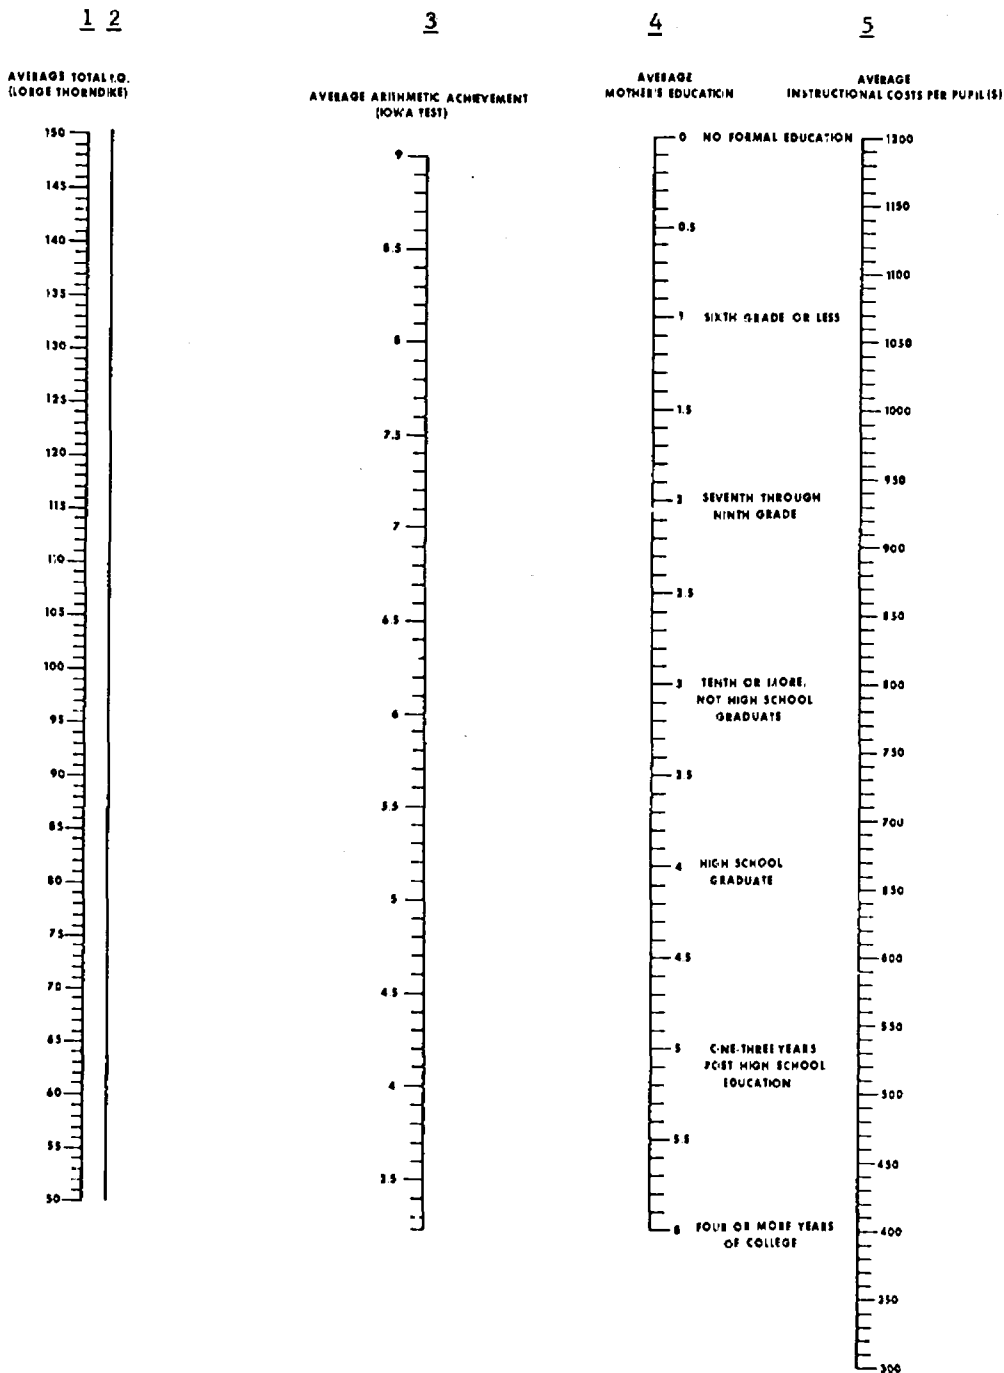 1 2 3 4 5
AVERAGE TOTAL I.Q.
(LORGE THORNDIKE)
AVERAGE ARITHMETIC ACHIEVEMENT
(IOWA TEST)
AVERAGE
MOTHER'S EDUCATION
AVERAGE
INSTRUCTIONAL COSTS PER PUPIL ($)
150
145
140
135
130
125
120
115
110
105
100
95
90
85
80
75
70
65
60
55
50
9
8.5
8
7.5
7
6.5
6
5.5
5
4.5
4
3.5
0 NO FORMAL EDUCATION
0.5
1 SIXTH GRADE OR LESS
1.5
2 SEVENTH THROUGH
NINTH GRADE
2.5
3 TENTH OR MORE,
NOT HIGH SCHOOL
GRADUATE
3.5
4 HIGH SCHOOL
GRADUATE
4.5
5 ONE-THREE YEARS
POST HIGH SCHOOL
EDUCATION
5.5
6 FOUR OR MORE YEARS
OF COLLEGE
1200
1150
1100
1050
1000
950
900
850
800
750
700
650
600
550
500
450
400
350
300